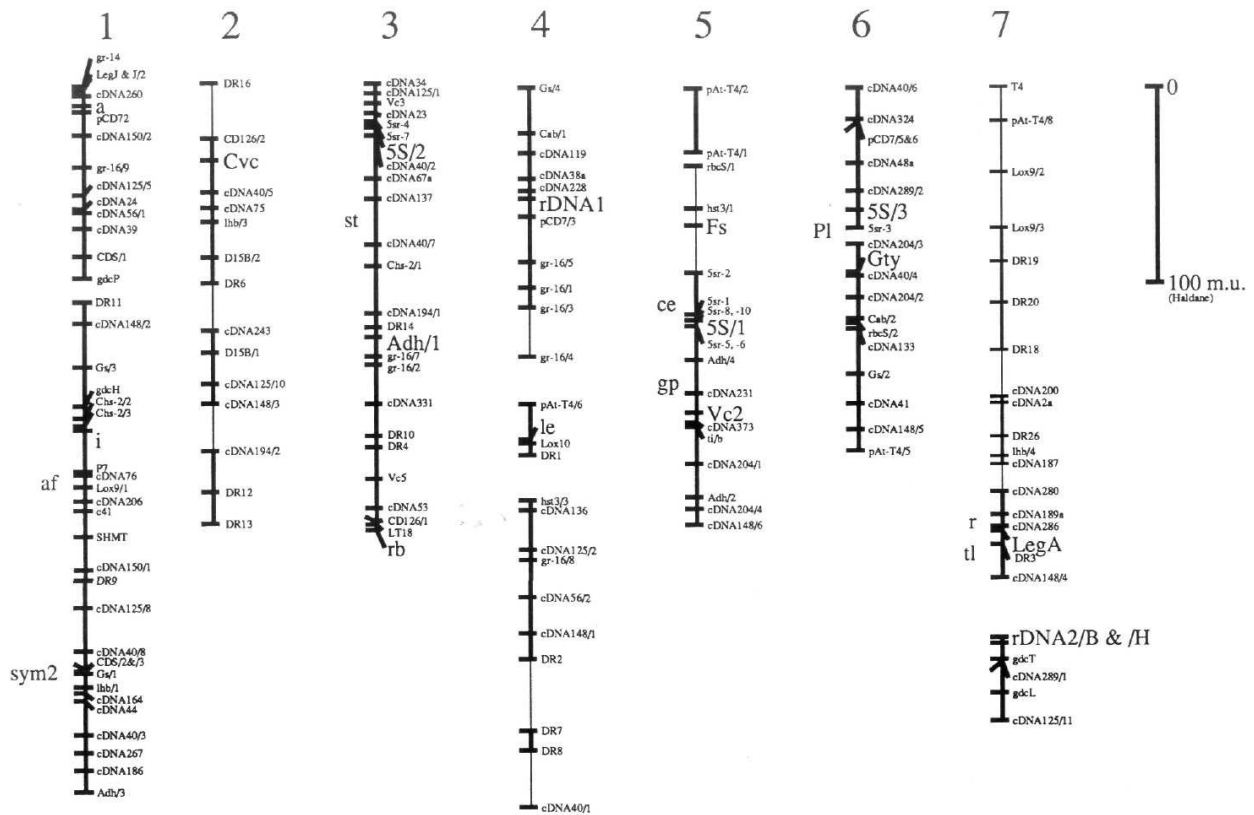 1
2
3
4
5
6
7
gr-14
LegJ & J/2
cDNA260
a
pCD72
cDNA150/2
gr-16/9
cDNA125/5
cDNA24
cDNA56/1
cDNA39
CDS/1
gdcP
DR11
cDNA148/2
Gs/3
gdcH
Chs-2/2
Chs-2/3
i
P7
cDNA76
af
Lox9/1
cDNA206
c41
SHMT
cDNA150/1
DR9
cDNA125/8
cDNA40/8
CDS/2&/3
sym2
Gs/1
lhb/1
cDNA164
cDNA44
cDNA40/3
cDNA267
cDNA186
Adh/3
DR16
CD126/2
Cvc
cDNA40/5
cDNA75
lhb/3
D15B/2
DR6
cDNA243
D15B/1
cDNA125/10
cDNA148/3
cDNA194/2
DR12
DR13
cDNA34
cDNA125/1
Vc3
cDNA23
5sr-4
5sr-7
5S/2
cDNA40/2
cDNA67a
cDNA137
st
cDNA40/7
Chs-2/1
cDNA194/1
DR14
Adh/1
gr-16/7
gr-16/2
cDNA331
DR10
DR4
Vc5
cDNA53
CD126/1
LT18
rb
Gs/4
Cab/1
cDNA119
cDNA38a
cDNA228
rDNA1
pCD7/3
gr-16/5
gr-16/1
gr-16/3
gr-16/4
pAt-T4/6
le
Lox10
DR1
hst3/3
cDNA136
cDNA125/2
gr-16/8
cDNA56/2
cDNA148/1
DR2
DR7
DR8
cDNA40/1
pAt-T4/2
pAt-T4/1
rbcS/1
hst3/1
Fs
5sr-2
5sr-1
ce
5sr-8, -10
5S/1
5sr-5, -6
Adh/4
gp
cDNA231
Vc2
cDNA373
ti/b
cDNA204/1
Adh/2
cDNA204/4
cDNA148/6
cDNA40/6
cDNA324
pCD7/5&6
cDNA48a
cDNA289/2
5S/3
Pl
5sr-3
cDNA204/3
Gty
cDNA40/4
cDNA204/2
Cab/2
rbcS/2
cDNA133
Gs/2
cDNA41
cDNA148/5
pAt-T4/5
T4
pAt-T4/8
Lox9/2
Lox9/3
DR19
DR20
DR18
cDNA200
cDNA2a
DR26
lhb/4
cDNA187
cDNA280
cDNA189a
r
cDNA286
LegA
tl
DR3
cDNA148/4
rDNA2/B & /H
gdcT
cDNA289/1
gdcL
cDNA125/11
0
100 m.u.
(Haldane)